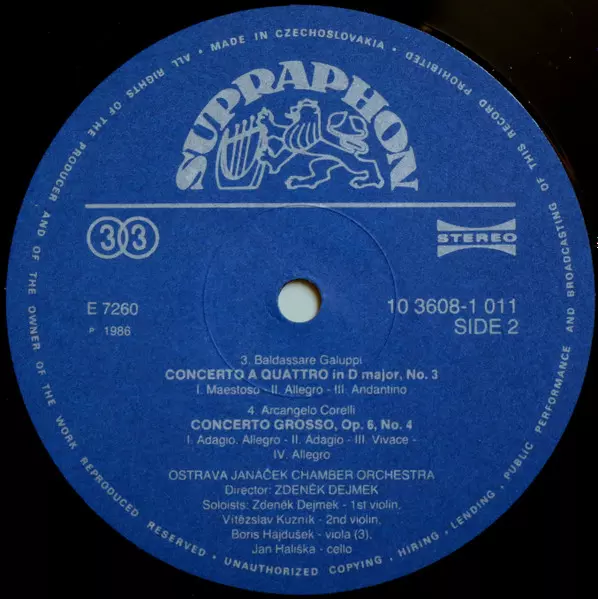 ALL RIGHTS OF THE PRODUCER AND OF THE OWNER OF THE WORK REPRODUCED RESERVED • UNAUTHORIZED COPYING, HIRING, LENDING, PUBLIC PERFORMANCE AND BROADCASTING OF THIS RECORD PROHIBITED • MADE IN CZECHOSLOVAKIA •
SUPRAPHON
33
STEREO
E 7260
10 3608-1 011
P 1986
SIDE 2
3. Baldassare Galuppi
CONCERTO A QUATTRO in D major, No. 3
I. Maestoso - II. Allegro - III. Andantino
4. Arcangelo Corelli
CONCERTO GROSSO, Op. 6, No. 4
I. Adagio. Allegro - II. Adagio - III. Vivace -
IV. Allegro
OSTRAVA JANÁČEK CHAMBER ORCHESTRA
Director: ZDENĚK DEJMEK
Soloists: Zdeněk Dejmek - 1st violin,
Vítězslav Kuzník - 2nd violin,
Boris Hajdušek - viola (3),
Jan Hališka - cello